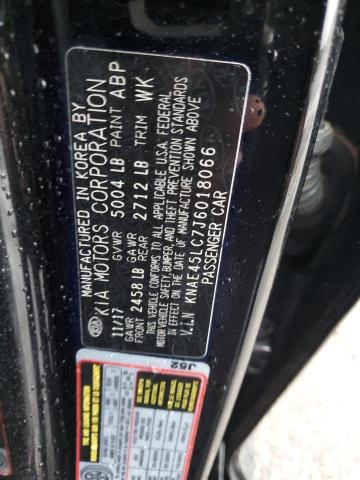 MANUFACTURED IN KOREA BY
KIA MOTORS CORPORATION
11/17 GVWR 5004 LB PAINT ABP
GAWR FRONT 2458 LB GAWR REAR 2712 LB TRIM WK
THIS VEHICLE CONFORMS TO ALL APPLICABLE U.S.A. FEDERAL
MOTOR VEHICLE SAFETY, BUMPER, AND THEFT PREVENTION STANDARDS
IN EFFECT ON THE DATE OF MANUFACTURE SHOWN ABOVE
V.I.N KNAE45LC7J6018066
PASSENGER CAR
J52